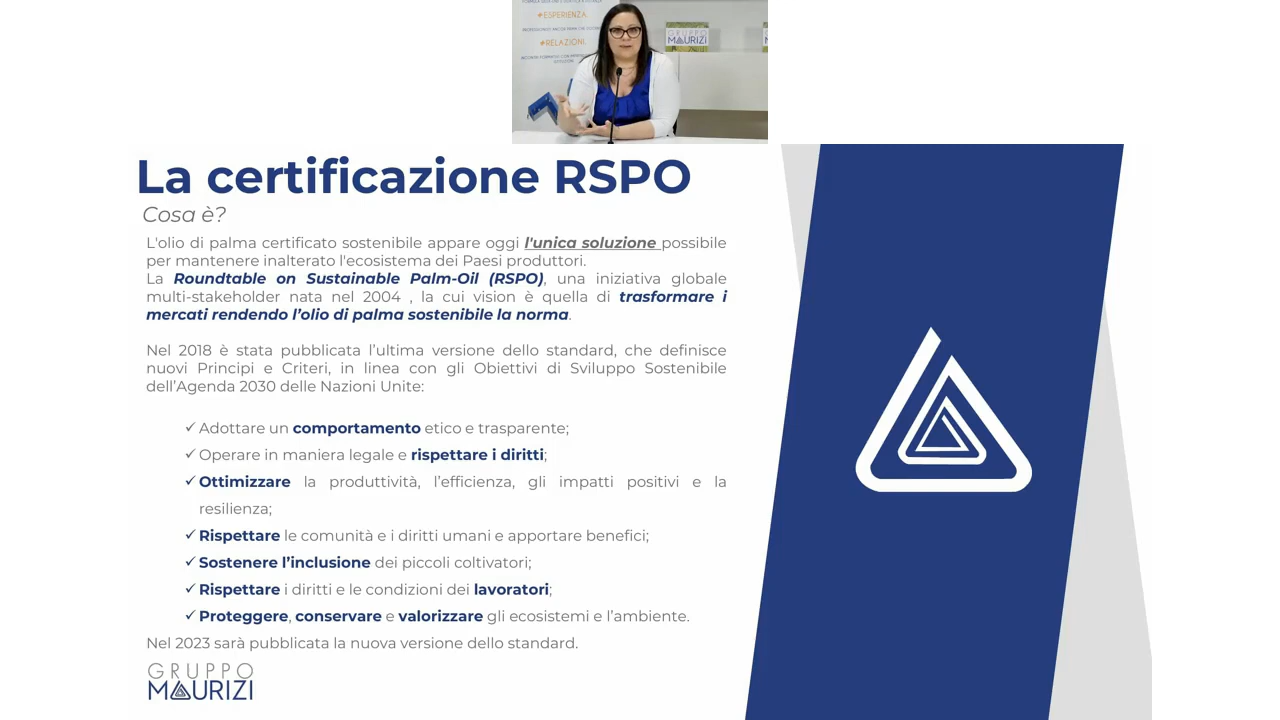 #ESPERIENZA
#RELAZIONI
GRUPPO
MAURIZI
La certificazione RSPO
Cosa è?
L'olio di palma certificato sostenibile appare oggi l'unica soluzione possibile
per mantenere inalterato l'ecosistema dei Paesi produttori.
La Roundtable on Sustainable Palm-Oil (RSPO), una iniziativa globale
multi-stakeholder nata nel 2004 , la cui vision è quella di trasformare i
mercati rendendo l’olio di palma sostenibile la norma.
Nel 2018 è stata pubblicata l’ultima versione dello standard, che definisce
nuovi Principi e Criteri, in linea con gli Obiettivi di Sviluppo Sostenibile
dell’Agenda 2030 delle Nazioni Unite:
✓ Adottare un comportamento etico e trasparente;
✓ Operare in maniera legale e rispettare i diritti;
✓ Ottimizzare la produttività, l’efficienza, gli impatti positivi e la
resilienza;
✓ Rispettare le comunità e i diritti umani e apportare benefici;
✓ Sostenere l’inclusione dei piccoli coltivatori;
✓ Rispettare i diritti e le condizioni dei lavoratori;
✓ Proteggere, conservare e valorizzare gli ecosistemi e l’ambiente.
Nel 2023 sarà pubblicata la nuova versione dello standard.
GRUPPO
MAURIZI